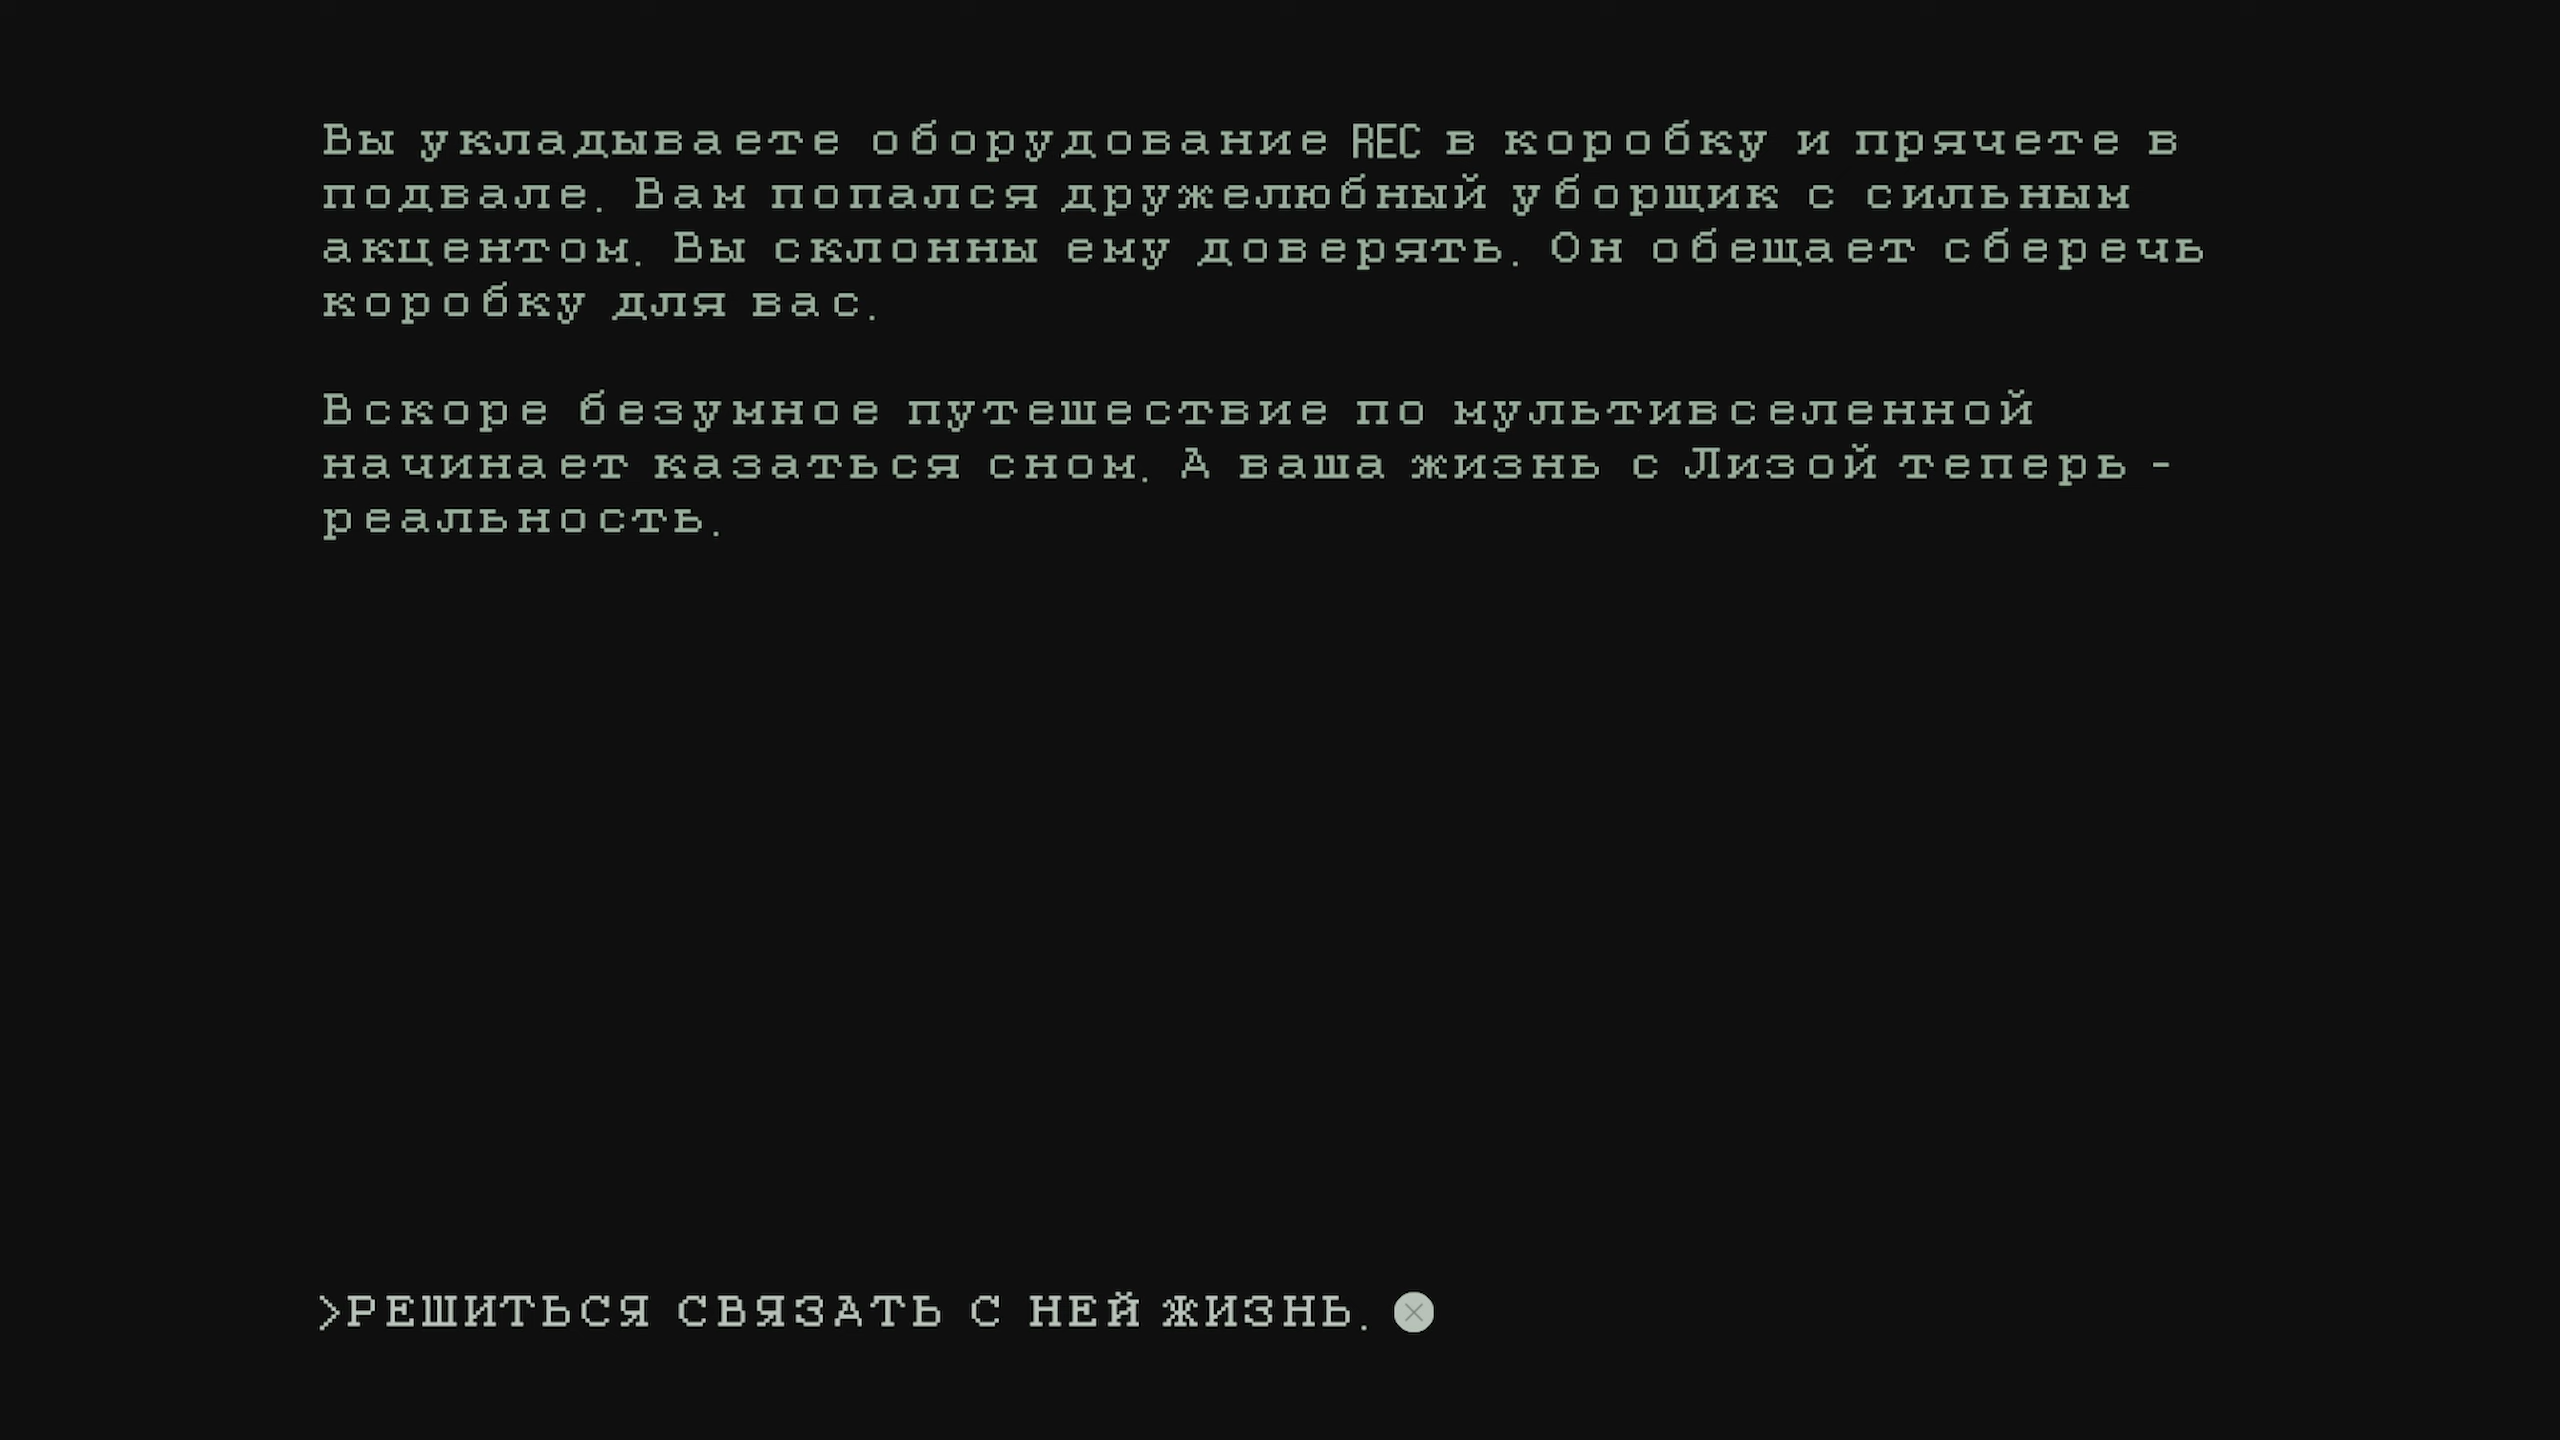 Вы укладываете оборудование REC в коробку и прячете в
подвале. Вам попался дружелюбный уборщик с сильным
акцентом. Вы склонны ему доверять. Он обещает сберечь
коробку для вас.
Вскоре безумное путешествие по мультивселенной
начинает казаться сном. А ваша жизнь с Лизой теперь -
реальность.
>РЕШИТЬСЯ СВЯЗАТЬ С НЕЙ ЖИЗНЬ.